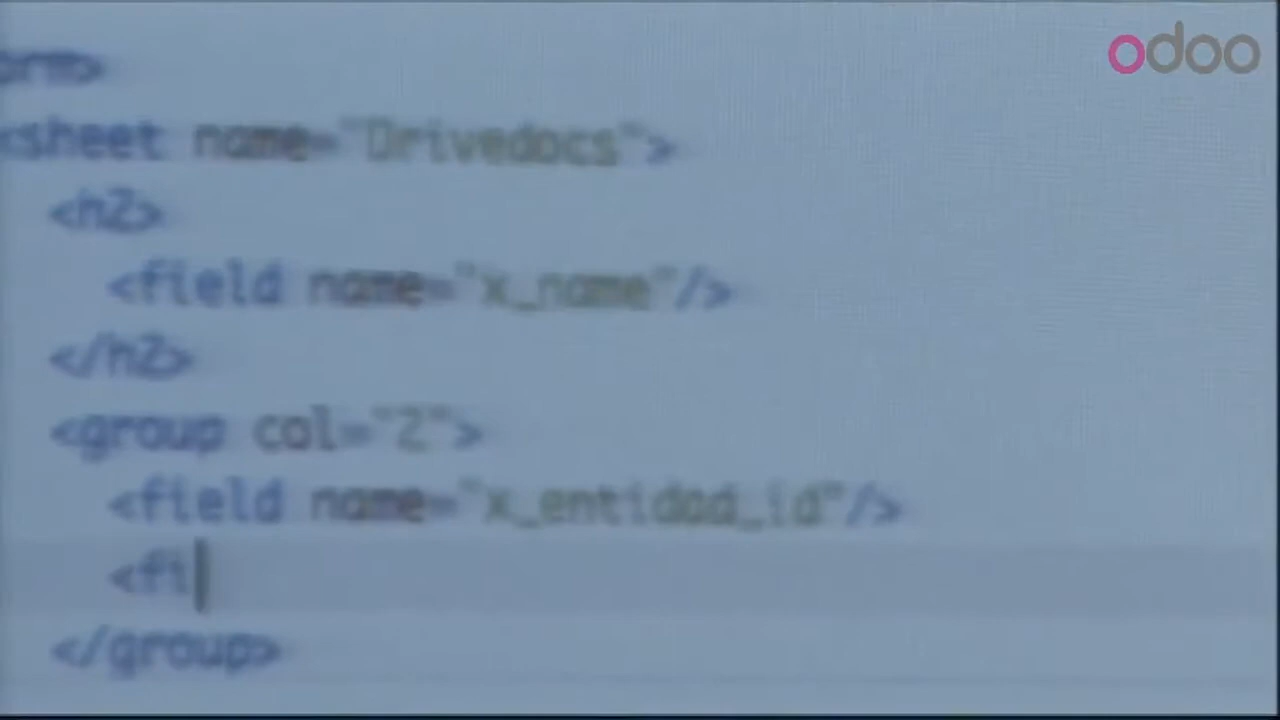 odoo
orm>
<sheet name="Drivedocs">
<h2>
<field name="x_name"/>
</h2>
<group col="2">
<field name="x_entidad_id"/>
<fi
</group>